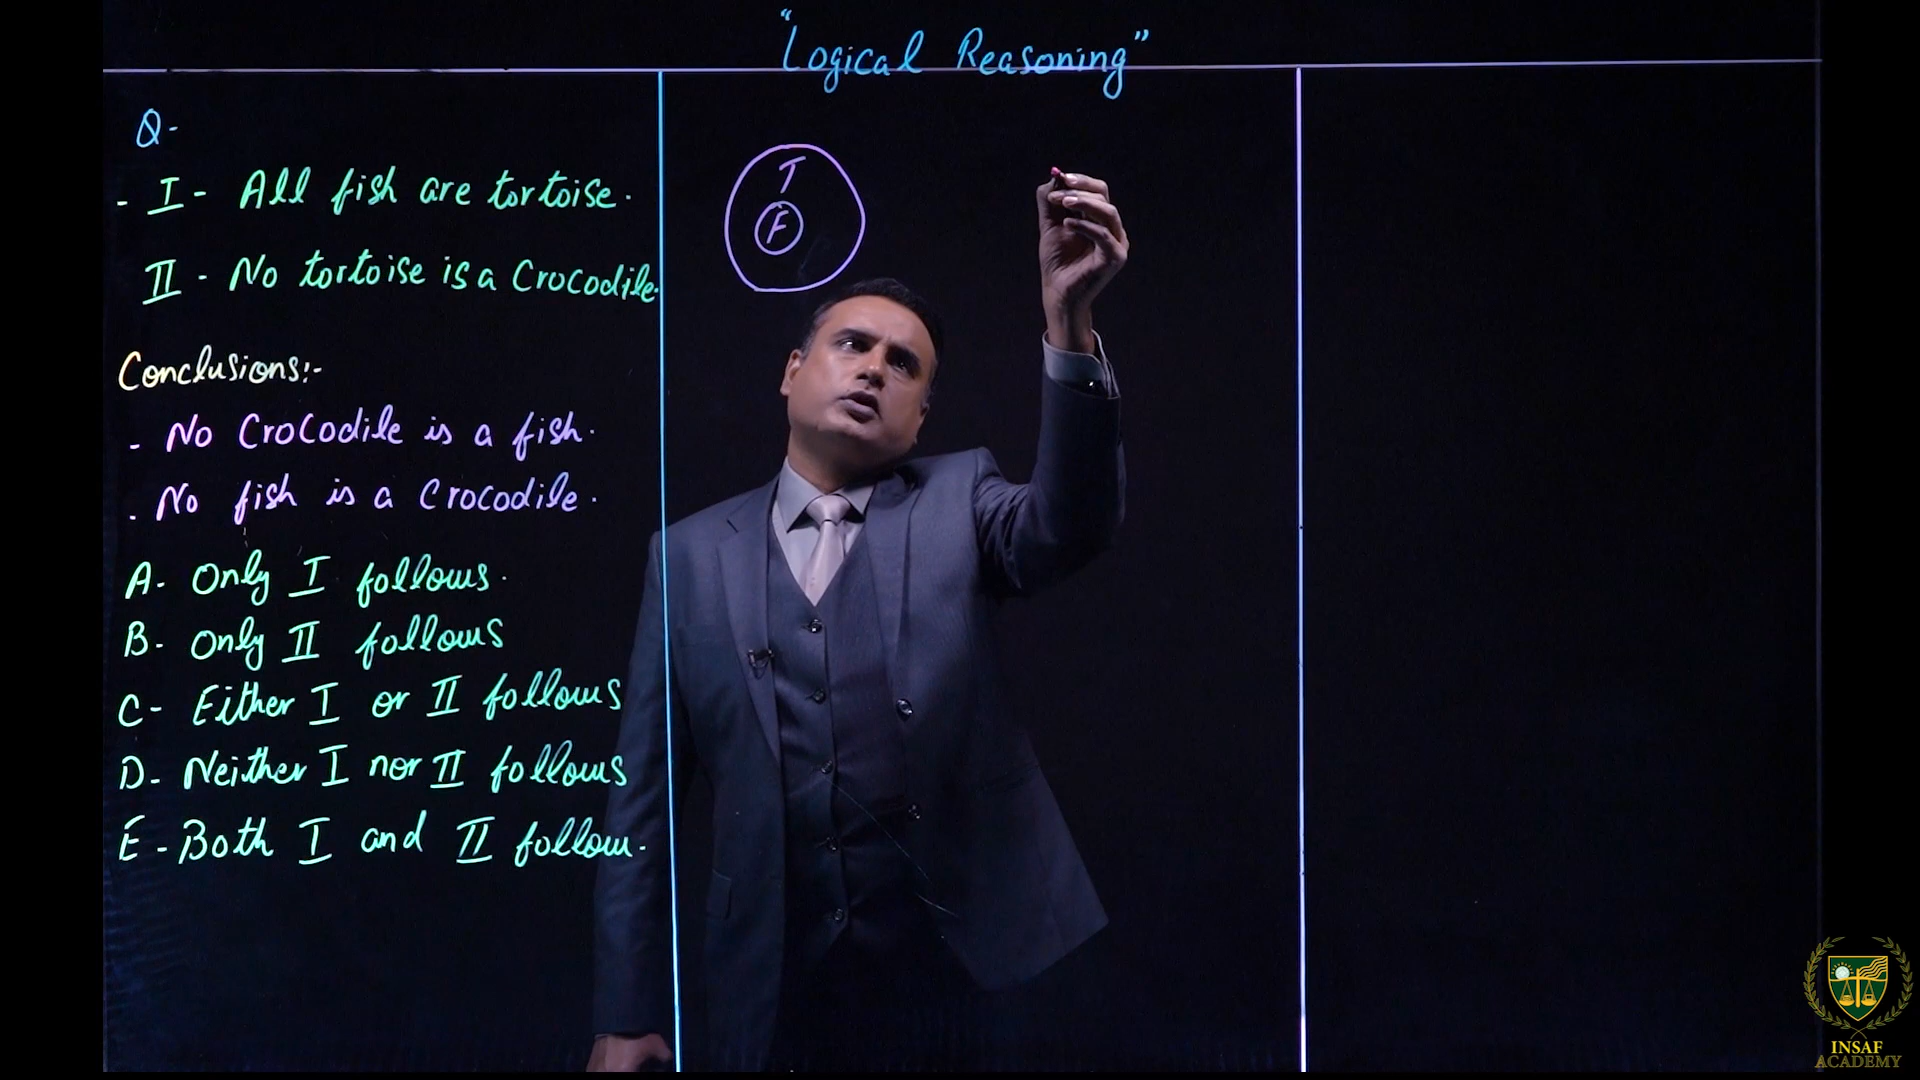 "Logical Reasoning"
Q-
- I - All fish are tortoise.
II - No tortoise is a Crocodile.
Conclusions:-
- No Crocodile is a fish.
. No fish is a Crocodile.
A- Only I follows.
B- Only II follows
C- Either I or II follows
D- Neither I nor II follows
E- Both I and II follow.
T
F
INSAF
ACADEMY